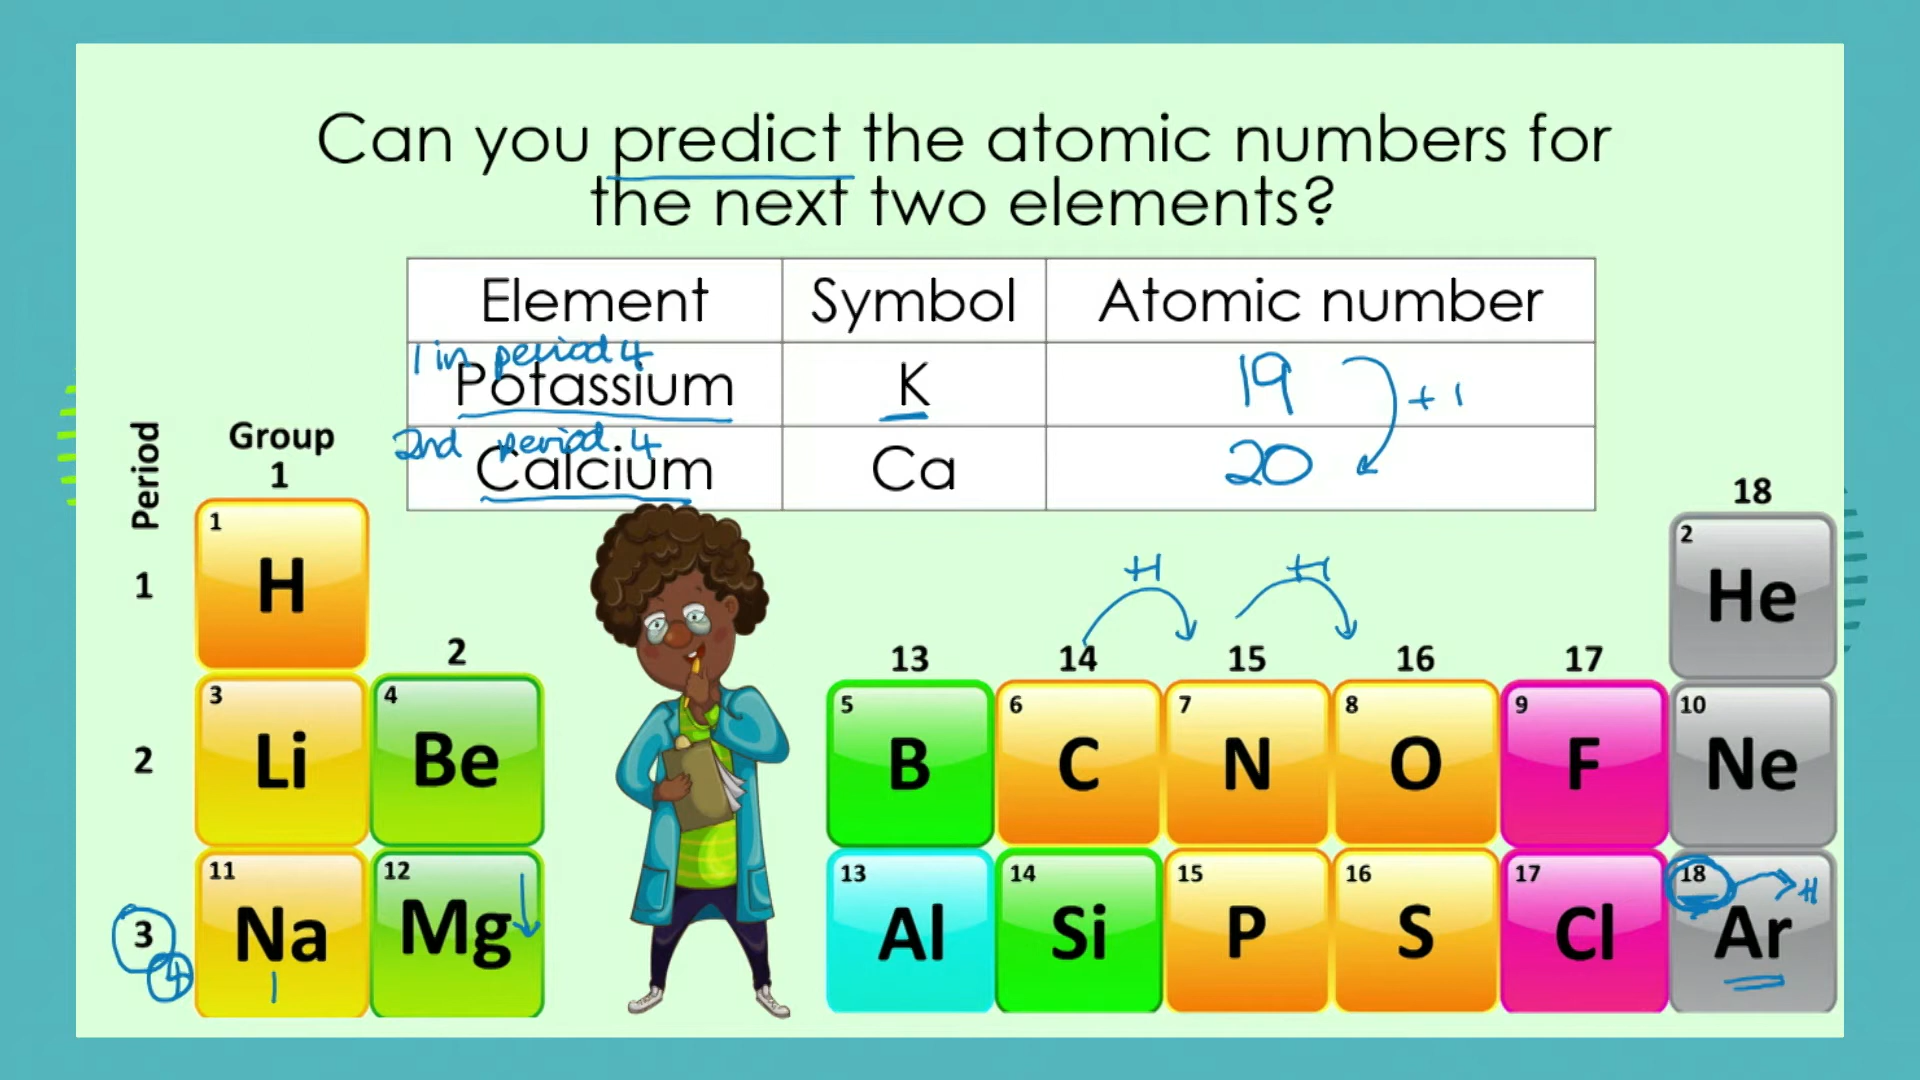 Can you predict the atomic numbers for
the next two elements?
Element Symbol Atomic number
1 in period 4
Potassium K 19
+1
2nd period 4
Calcium Ca 20
Period
Group
1
18
1
1
H
2
He
+1 +1
2
13 14 15 16 17
2
3
Li
4
Be
5
B
6
C
7
N
8
O
9
F
10
Ne
3
4
11
Na
12
Mg
13
Al
14
Si
15
P
16
S
17
Cl
18
Ar
+1